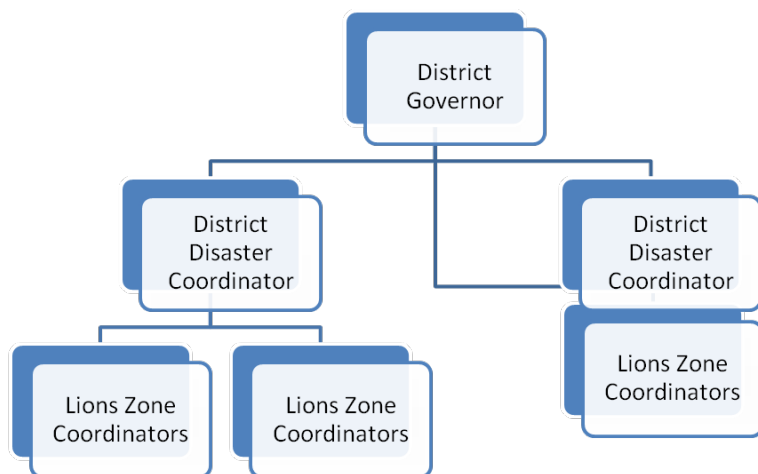 District
Governor
District
Disaster
Coordinator
District
Disaster
Coordinator
Lions Zone
Coordinators
Lions Zone
Coordinators
Lions Zone
Coordinators